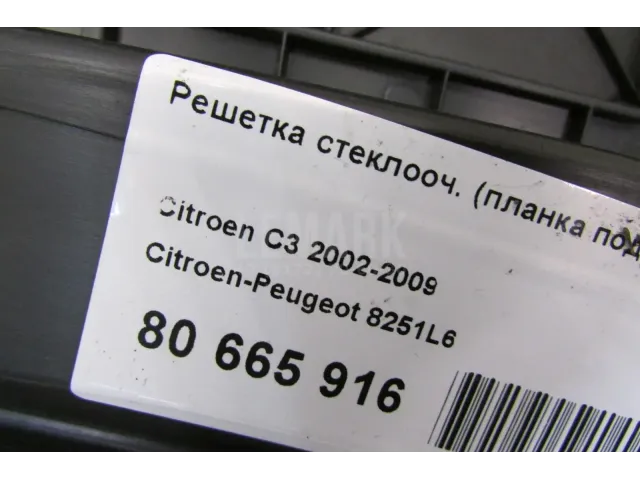 Решетка стеклооч. (планка под
Citroen C3 2002-2009
Citroen-Peugeot 8251L6
80 665 916